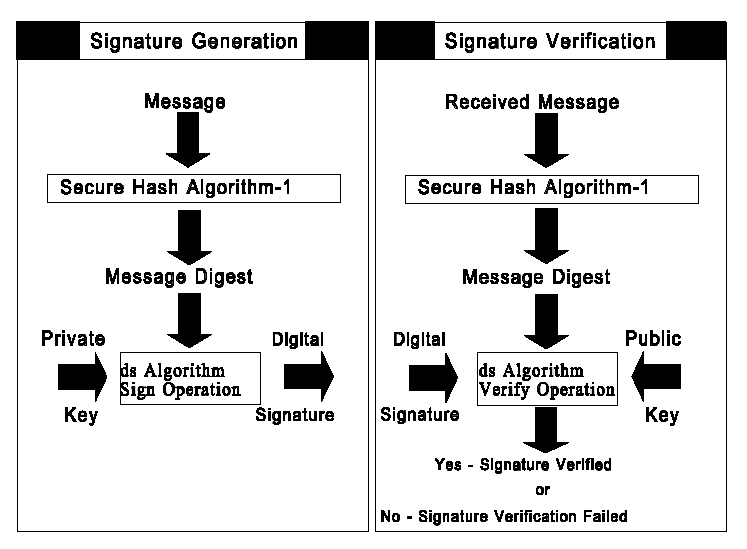 Signature Generation
Message
Secure Hash Algorithm-1
Message Digest
Private
Key
ds Algorithm
Sign Operation
Digital
Signature
Signature Verification
Received Message
Secure Hash Algorithm-1
Message Digest
Digital
Signature
ds Algorithm
Verify Operation
Public
Key
Yes - Signature Verified
or
No - Signature Verification Failed